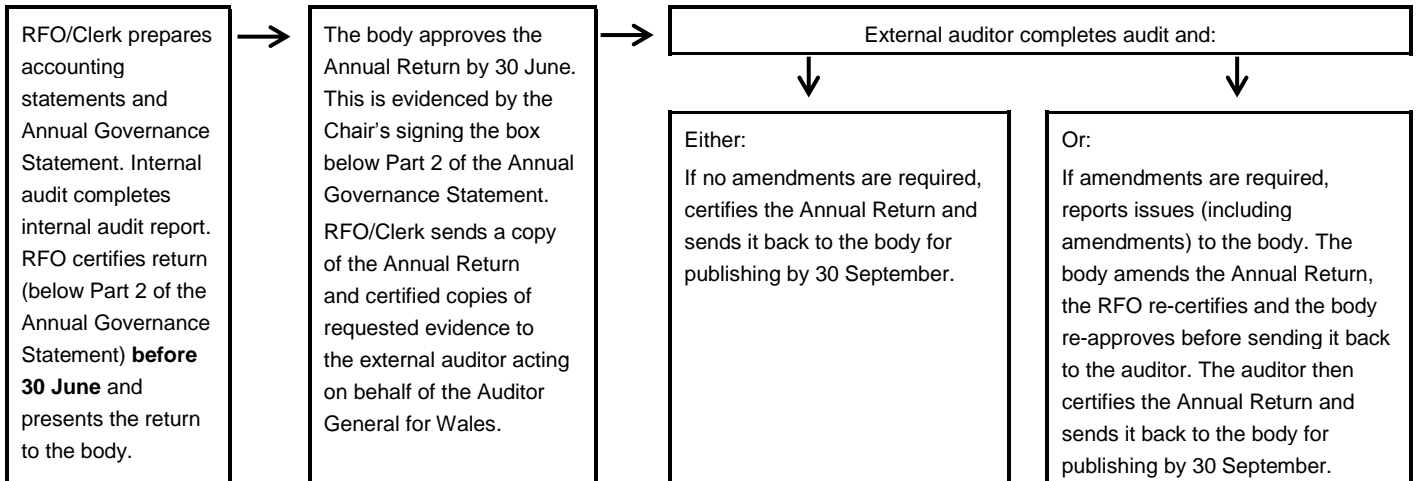 RFO/Clerk prepares
accounting
statements and
Annual Governance
Statement. Internal
audit completes
internal audit report.
RFO certifies return
(below Part 2 of the
Annual Governance
Statement) before
30 June and
presents the return
to the body.
The body approves the
Annual Return by 30 June.
This is evidenced by the
Chair’s signing the box
below Part 2 of the Annual
Governance Statement.
RFO/Clerk sends a copy
of the Annual Return
and certified copies of
requested evidence to
the external auditor acting
on behalf of the Auditor
General for Wales.
External auditor completes audit and:
Either:
If no amendments are required,
certifies the Annual Return and
sends it back to the body for
publishing by 30 September.
Or:
If amendments are required,
reports issues (including
amendments) to the body. The
body amends the Annual Return,
the RFO re-certifies and the body
re-approves before sending it back
to the auditor. The auditor then
certifies the Annual Return and
sends it back to the body for
publishing by 30 September.